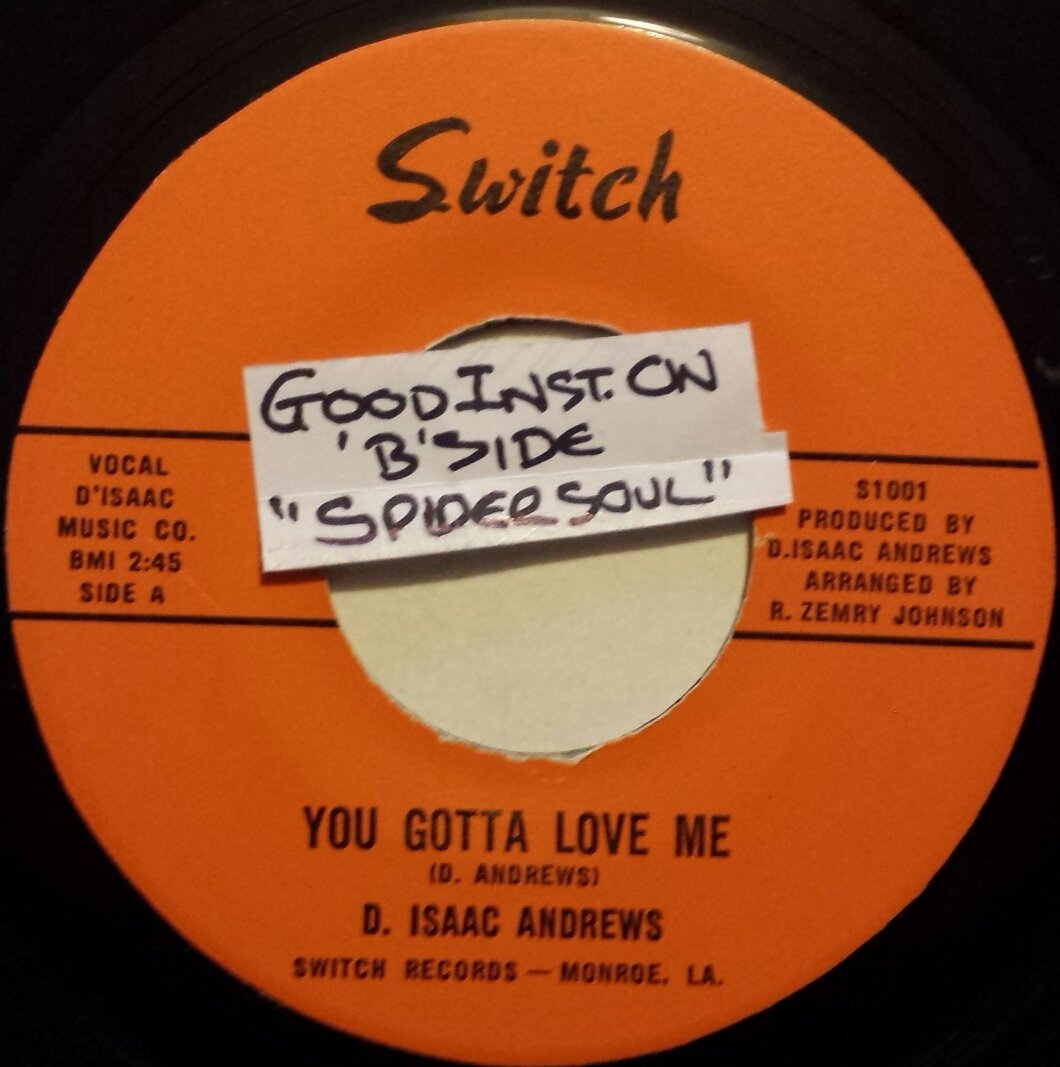 Switch
GOOD INST. ON
'B' SIDE
"SPIDER SOUL"
VOCAL
D'ISAAC
MUSIC CO.
BMI 2:45
SIDE A
S1001
PRODUCED BY
D.ISAAC ANDREWS
ARRANGED BY
R. ZEMRY JOHNSON
YOU GOTTA LOVE ME
(D. ANDREWS)
D. ISAAC ANDREWS
SWITCH RECORDS — MONROE, LA.